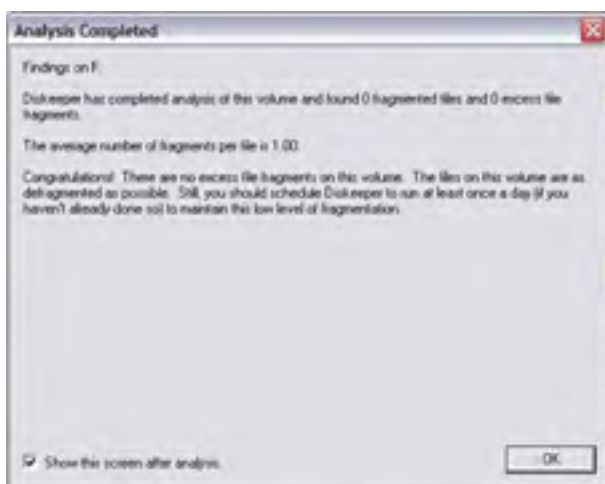 Analysis Completed
Findings on F:
Diskeeper has completed analysis of this volume and found 0 fragmented files and 0 excess file
fragments.
The average number of fragments per file is 1.00.
Congratulations! There are no excess file fragments on this volume. The files on this volume are as
defragmented as possible. Still, you should schedule Diskeeper to run at least once a day (if you
haven't already done so) to maintain this low level of fragmentation.
Show this screen after analysis.
OK